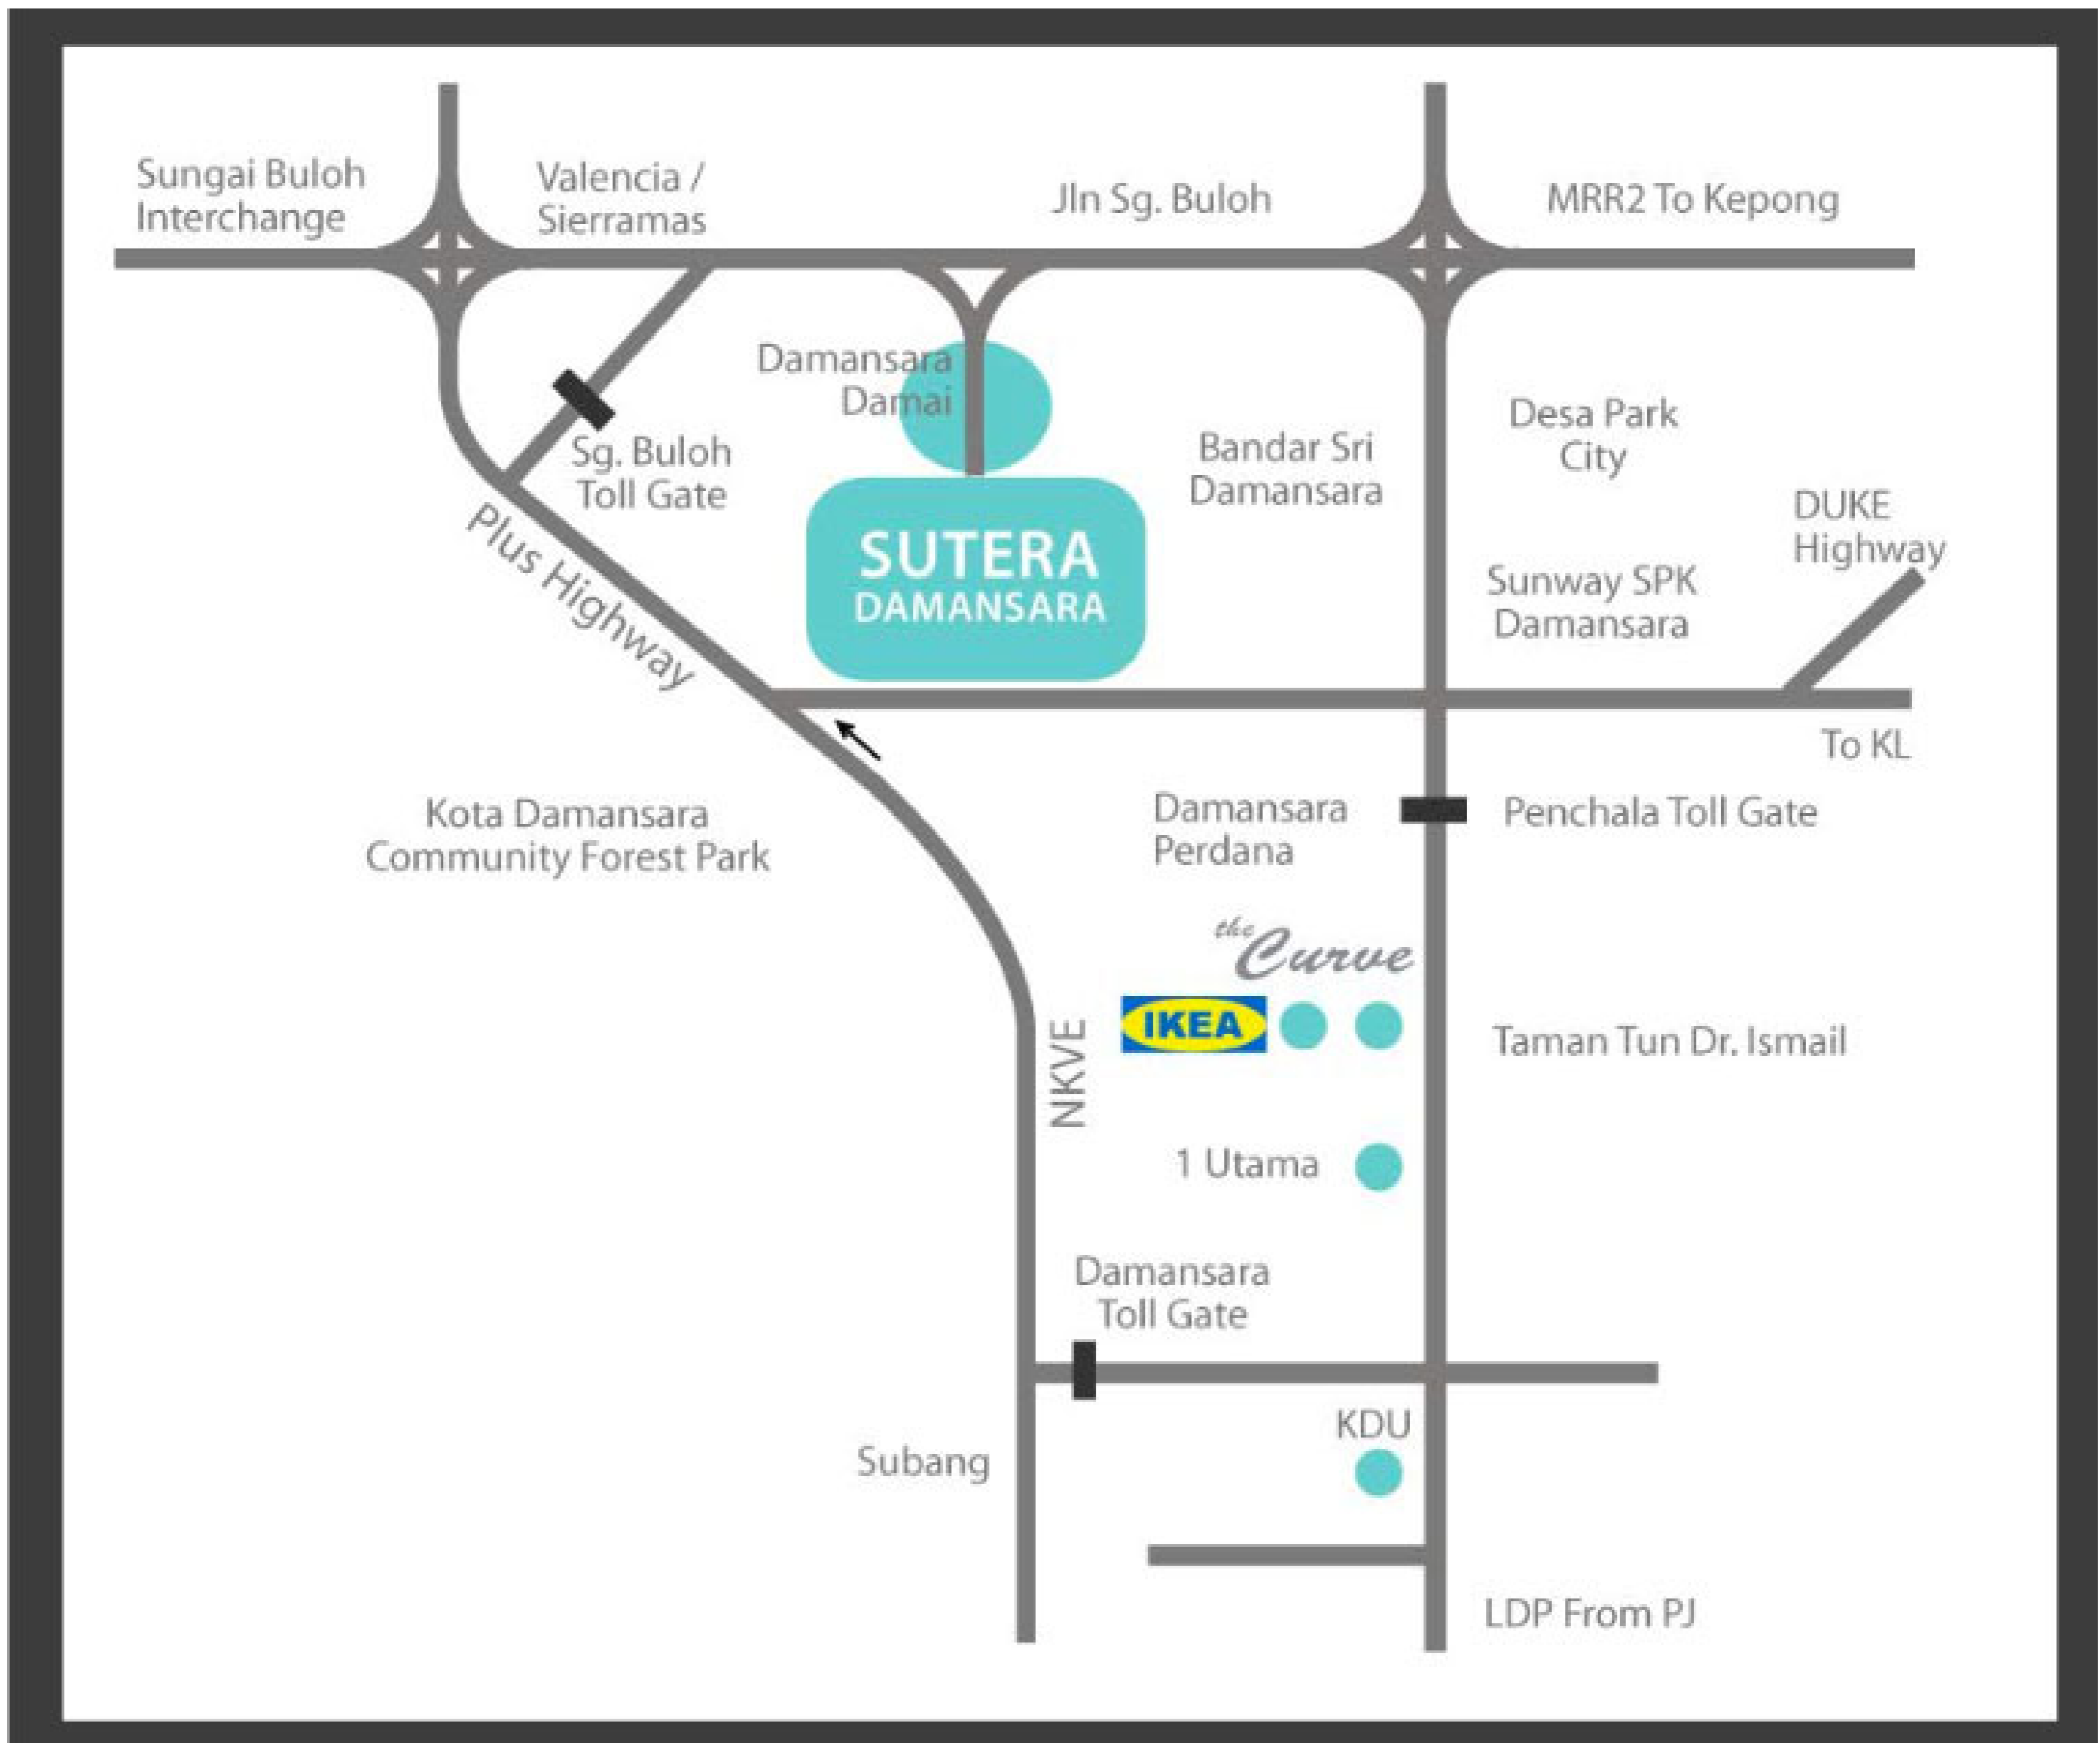 Sungai Buloh
Interchange
Valencia /
Sierramas
Jln Sg. Buloh
MRR2 To Kepong
Damansara
Damai
Sg. Buloh
Toll Gate
Bandar Sri
Damansara
Desa Park
City
DUKE
Highway
Plus Highway
SUTERA
DAMANSARA
Sunway SPK
Damansara
To KL
Kota Damansara
Community Forest Park
Damansara
Perdana
Penchala Toll Gate
the Curve
IKEA
NKVE
Taman Tun Dr. Ismail
1 Utama
Damansara
Toll Gate
KDU
Subang
LDP From PJ